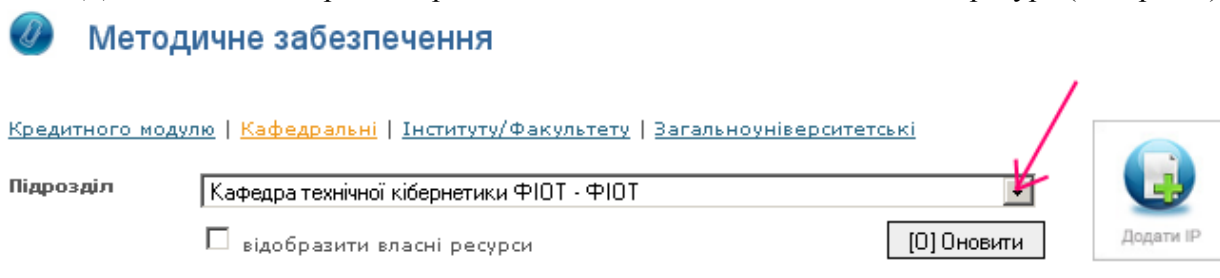 Методичне забезпечення
Кредитного модулю | Кафедральні | Інституту/Факультету | Загальноуніверситетські
Підрозділ
Кафедра технічної кібернетики ФІОТ - ФІОТ
відобразити власні ресурси
[О] Оновити
Додати ІР